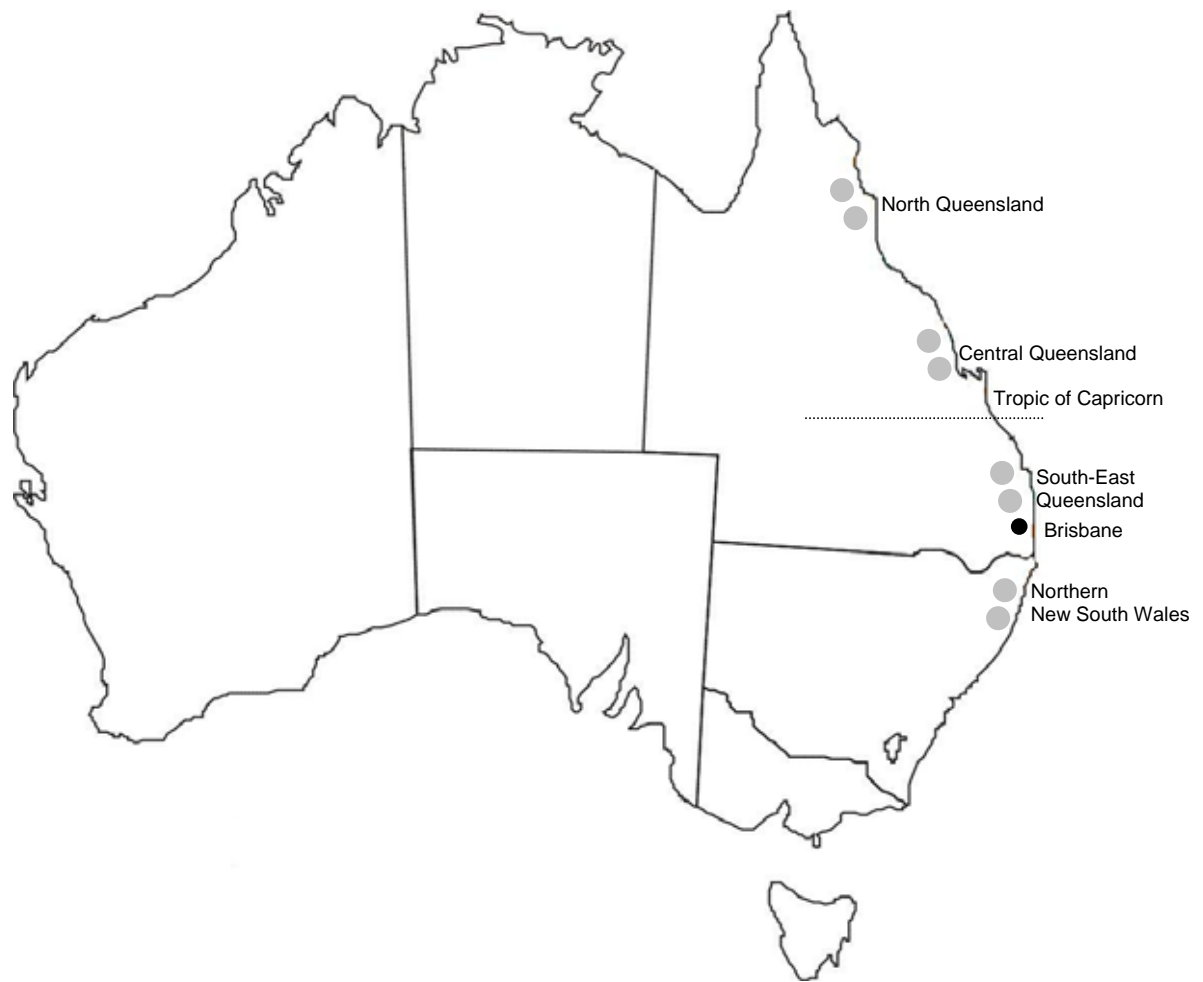 North Queensland
Central Queensland
Tropic of Capricorn
South-East
Queensland
Brisbane
Northern
New South Wales